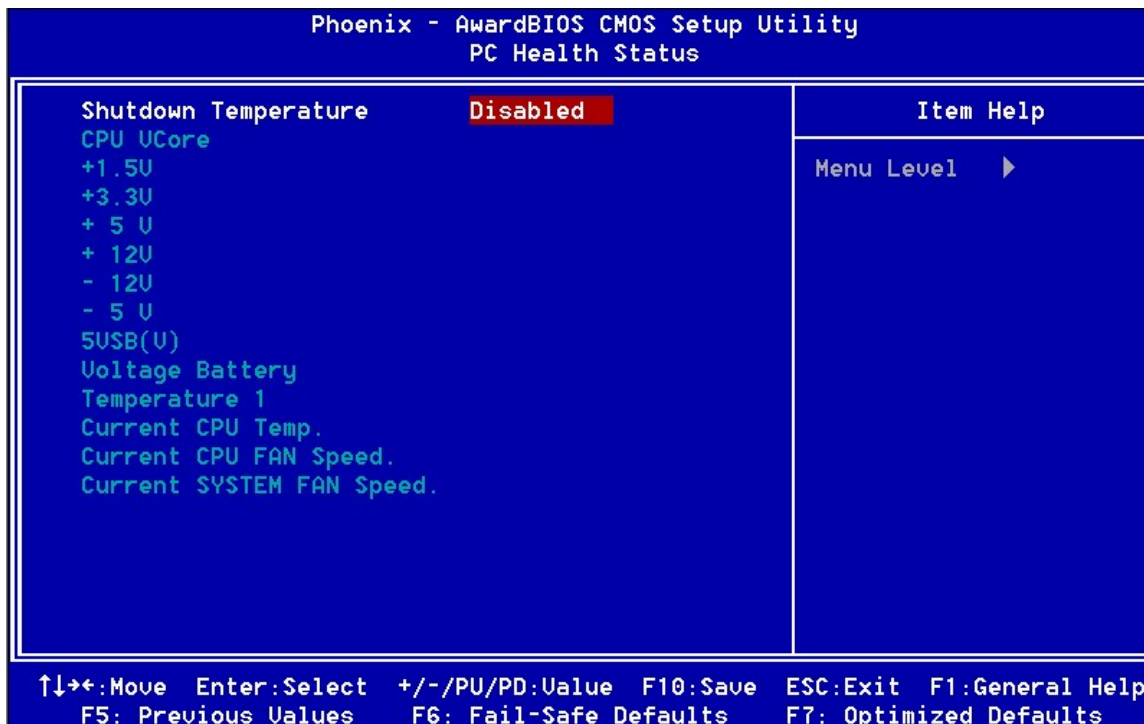 Phoenix - AwardBIOS CMOS Setup Utility
PC Health Status
Shutdown Temperature Disabled
CPU VCore
+1.5V
+3.3V
+ 5 V
+ 12V
- 12V
- 5 V
5VSB(V)
Voltage Battery
Temperature 1
Current CPU Temp.
Current CPU FAN Speed.
Current SYSTEM FAN Speed.
Item Help
Menu Level ▶
↑↓→←:Move Enter:Select +/-/PU/PD:Value F10:Save ESC:Exit F1:General Help
F5: Previous Values F6: Fail-Safe Defaults F7: Optimized Defaults